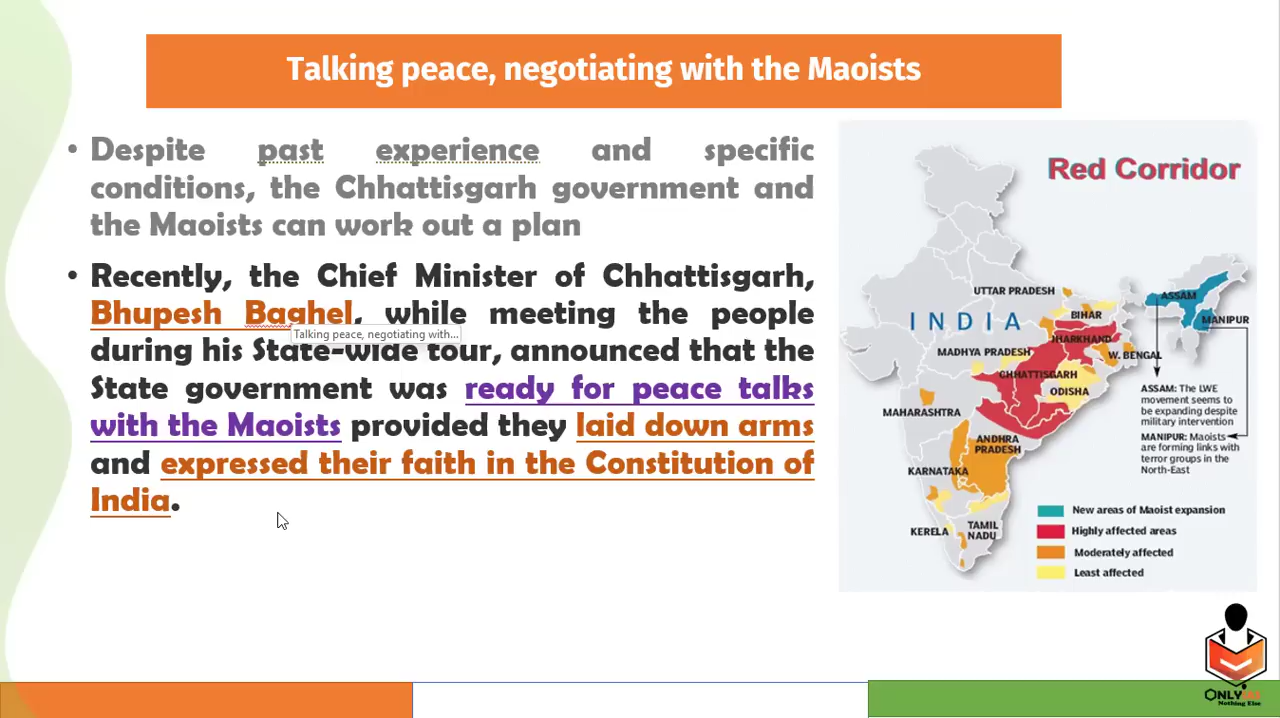 Talking peace, negotiating with the Maoists
• Despite past experience and specific
conditions, the Chhattisgarh government and
the Maoists can work out a plan
• Recently, the Chief Minister of Chhattisgarh,
Bhupesh Baghel, while meeting the people
Talking peace, negotiating with...
during his State-wide tour, announced that the
State government was ready for peace talks
with the Maoists provided they laid down arms
and expressed their faith in the Constitution of
India.
Red Corridor
INDIA
UTTAR PRADESH
BIHAR
ASSAM
MANIPUR
JHARKHAND
W. BENGAL
MADHYA PRADESH
CHHATTISGARH
ODISHA
MAHARASHTRA
ANDHRA
PRADESH
KARNATAKA
KERELA
TAMIL
NADU
ASSAM: The LWE
movement seems to
be expanding despite
military intervention
MANIPUR: Maoists
are forming links with
terror groups in the
North-East
New areas of Maoist expansion
Highly affected areas
Moderately affected
Least affected
Nothing Else